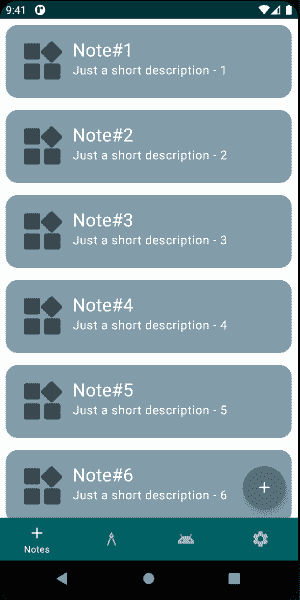 9:41
Note#1
Just a short description - 1
Note#2
Just a short description - 2
Note#3
Just a short description - 3
Note#4
Just a short description - 4
Note#5
Just a short description - 5
Note#6
Just a short description - 6
Notes